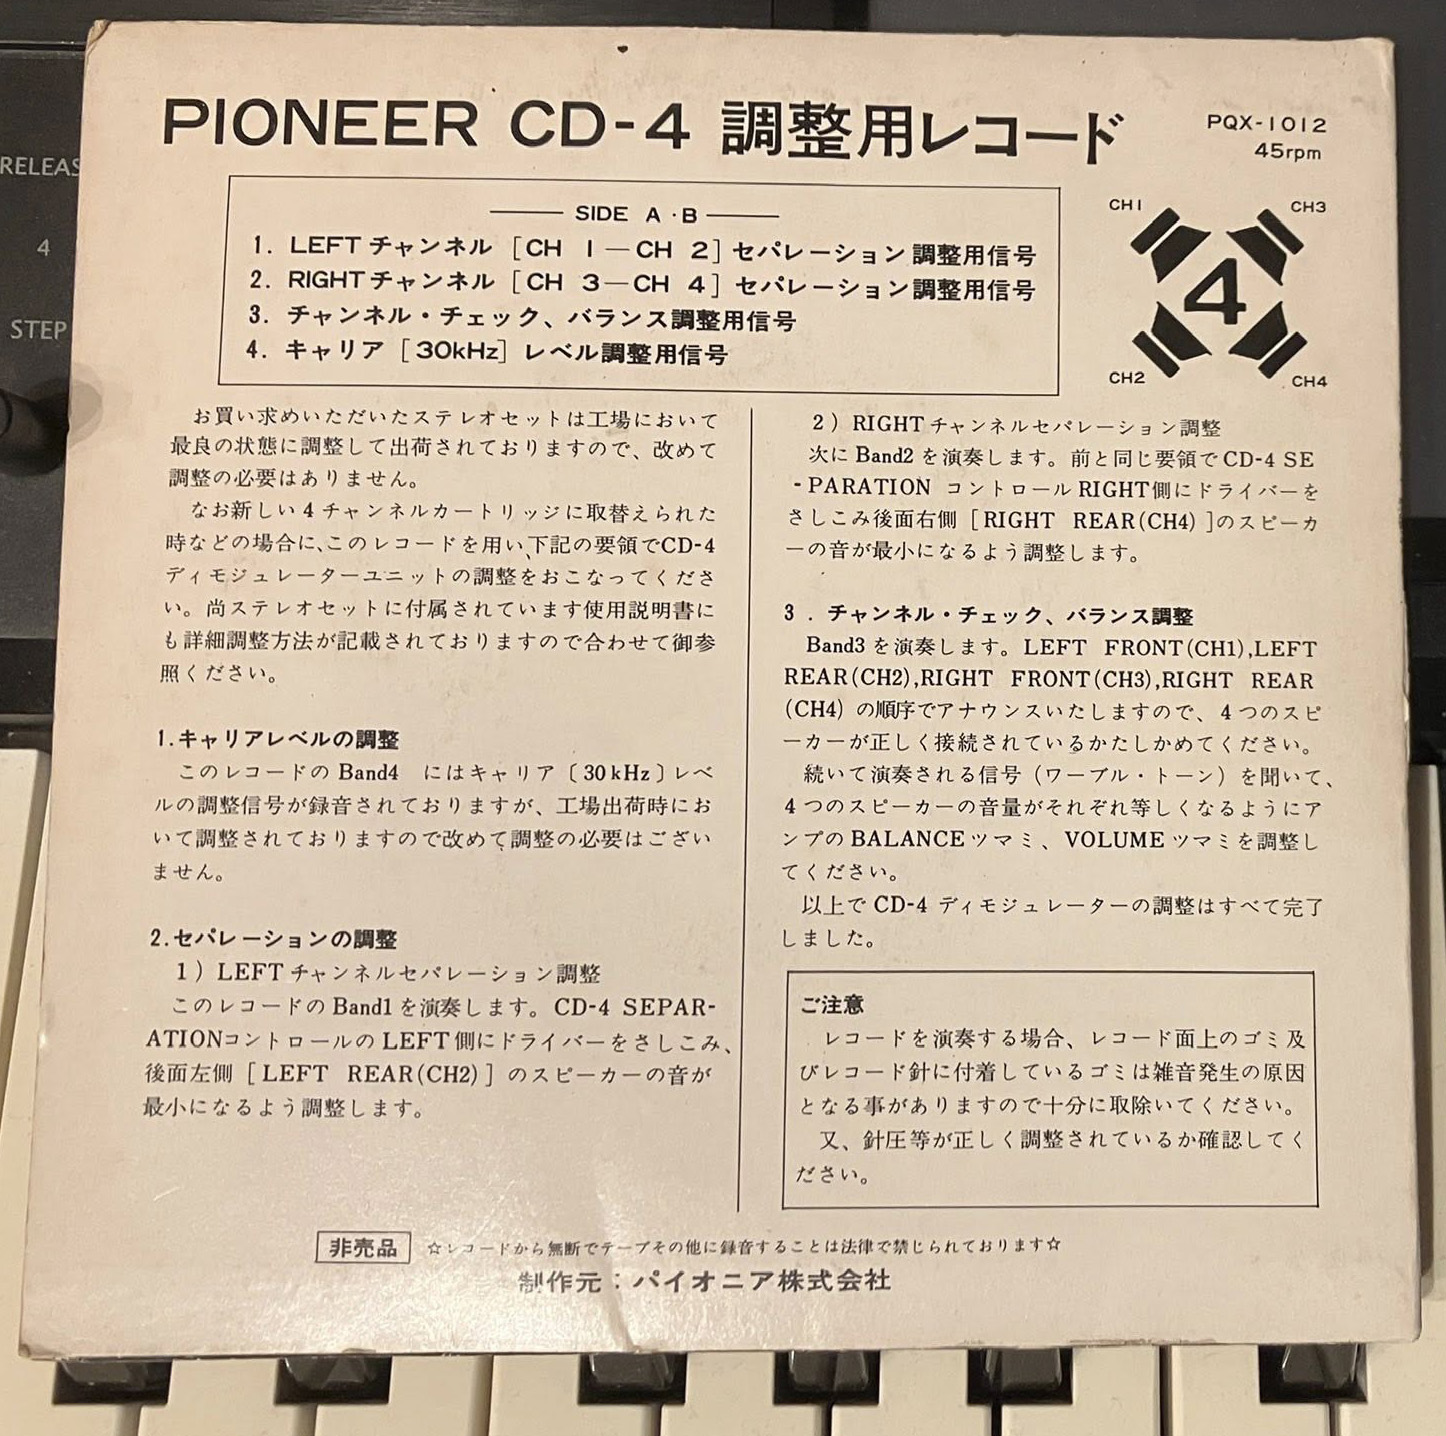 RELEAS
4
STEP
PIONEER CD-4 調整用レコード
PQX-1012
45rpm
SIDE A・B
1. LEFTチャンネル [CH 1—CH 2] セパレーション調整用信号
2. RIGHTチャンネル [CH 3—CH 4] セパレーション調整用信号
3. チャンネル・チェック、バランス調整用信号
4. キャリア [30kHz] レベル調整用信号
CH1
CH3
4
CH2
CH4
お買い求めいただいたステレオセットは工場において
最良の状態に調整して出荷されておりますので、改めて
調整の必要はありません。
なお新しい4チャンネルカートリッジに取替えられた
時などの場合に、このレコードを用い、下記の要領でCD-4
ディモジュレーターユニットの調整をおこなってくださ
い。尚ステレオセットに付属されています使用説明書に
も詳細調整方法が記載されておりますので合わせて御参
照ください。
1.キャリアレベルの調整
このレコードの Band4 にはキャリア〔30kHz〕レベ
ルの調整信号が録音されておりますが、工場出荷時にお
いて調整されておりますので改めて調整の必要はござい
ません。
2.セパレーションの調整
1) LEFTチャンネルセパレーション調整
このレコードの Band1 を演奏します。CD-4 SEPAR-
ATIONコントロールの LEFT側にドライバーをさしこみ、
後面左側 [LEFT REAR(CH2)] のスピーカーの音が
最小になるよう調整します。
2) RIGHTチャンネルセパレーション調整
次に Band2 を演奏します。前と同じ要領でCD-4 SE
-PARATION コントロールRIGHT側にドライバーを
さしこみ後面右側 [RIGHT REAR(CH4)]のスピーカ
ーの音が最小になるよう調整します。
3．チャンネル・チェック、バランス調整
Band3 を演奏します。LEFT FRONT(CH1),LEFT
REAR(CH2),RIGHT FRONT(CH3),RIGHT REAR
(CH4) の順序でアナウンスいたしますので、4つのスピ
ーカーが正しく接続されているかたしかめてください。
続いて演奏される信号（ワーブル・トーン）を聞いて、
4つのスピーカーの音量がそれぞれ等しくなるようにア
ンプの BALANCEツマミ、VOLUMEツマミを調整し
てください。
以上で CD-4 ディモジュレーターの調整はすべて完了
しました。
ご注意
レコードを演奏する場合、レコード面上のゴミ及
びレコード針に付着しているゴミは雑音発生の原因
となる事がありますので十分に取除いてください。
又、針圧等が正しく調整されているか確認してく
ださい。
非売品 ☆レコードから無断でテープその他に録音することは法律で禁じられております☆
制作元：パイオニア株式会社